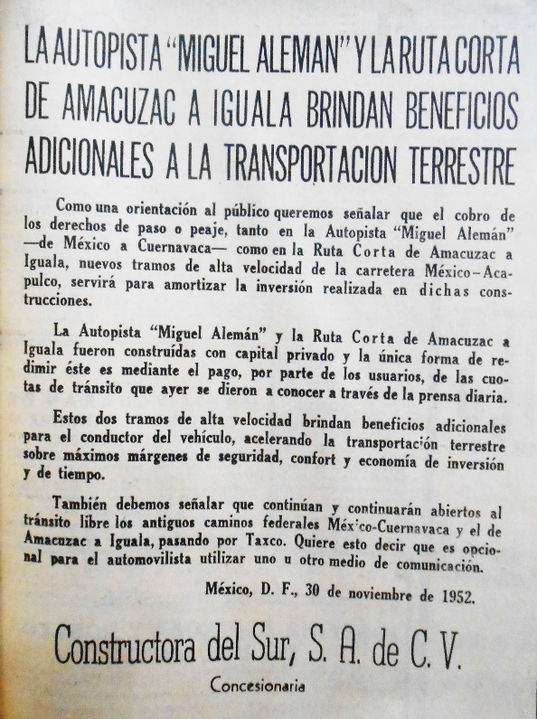 LA AUTOPISTA “MIGUEL ALEMAN” Y LA RUTA CORTA
DE AMACUZAC A IGUALA BRINDAN BENEFICIOS
ADICIONALES A LA TRANSPORTACION TERRESTRE
Como una orientación al público queremos señalar que el cobro de
los derechos de paso o peaje, tanto en la Autopista “Miguel Alemán”
—de México a Cuernavaca— como en la Ruta Corta de Amacuzac a
Iguala, nuevos tramos de alta velocidad de la carretera México-Aca-
pulco, servirá para amortizar la inversión realizada en dichas cons-
trucciones.
La Autopista “Miguel Alemán” y la Ruta Corta de Amacuzac a
Iguala fueron construídas con capital privado y la única forma de re-
dimir éste es mediante el pago, por parte de los usuarios, de las cuo-
tas de tránsito que ayer se dieron a conocer a través de la prensa diaria.
Estos dos tramos de alta velocidad brindan beneficios adicionales
para el conductor del vehículo, acelerando la transportación terrestre
sobre máximos márgenes de seguridad, confort y economía de inversión
y de tiempo.
También debemos señalar que continúan y continuarán abiertos al
tránsito libre los antiguos caminos federales México-Cuernavaca y el de
Amacuzac a Iguala, pasando por Taxco. Quiere esto decir que es opcio-
nal para el automovilista utilizar uno u otro medio de comunicación.
México, D. F., 30 de noviembre de 1952.
Constructora del Sur, S. A. de C. V.
Concesionaria